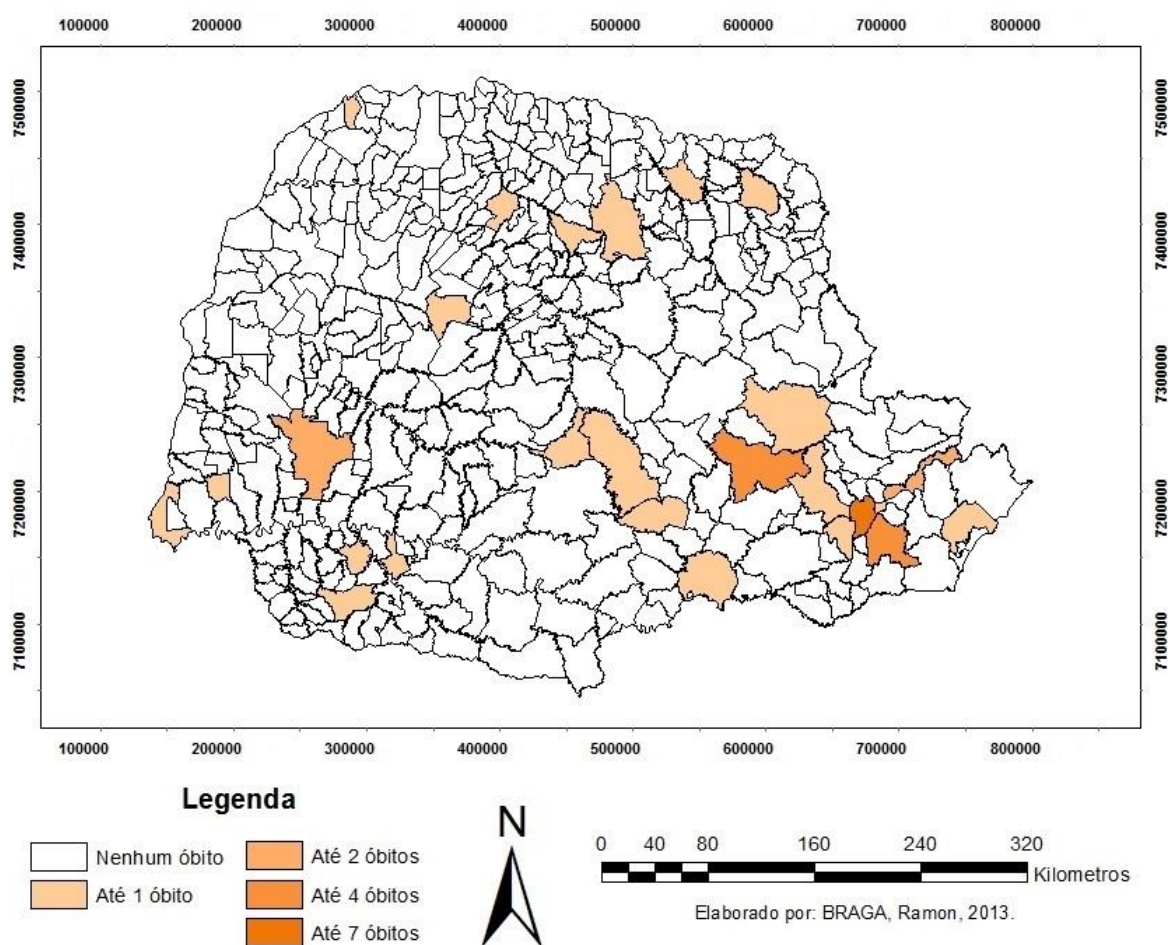 100000 200000 300000 400000 500000 600000 700000 800000
7500000 7500000
7400000 7400000
7300000 7300000
7200000 7200000
7100000 7100000
100000 200000 300000 400000 500000 600000 700000 800000
Legenda
Nenhum óbito
Até 1 óbito
Até 2 óbitos
Até 4 óbitos
Até 7 óbitos
N
0 40 80 160 240 320
Kilometros
Elaborado por: BRAGA, Ramon, 2013.